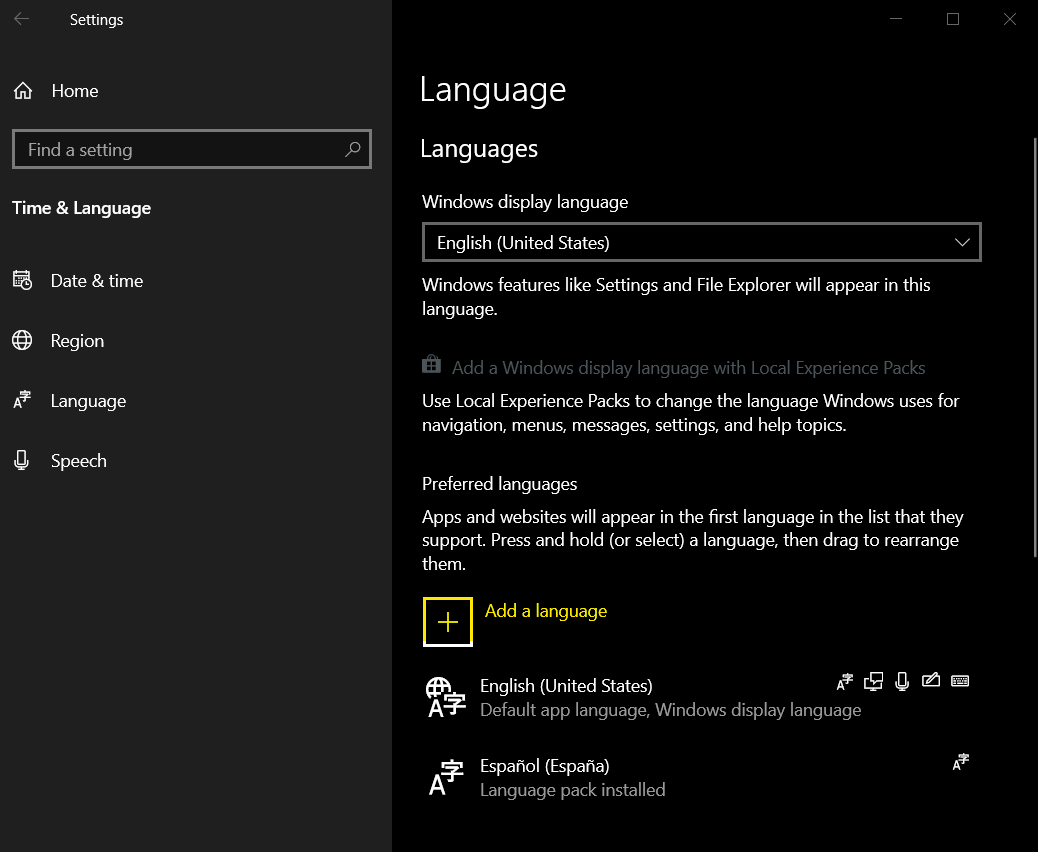 Settings
Home
Find a setting
Time & Language
Date & time
Region
Language
Speech
Language
Languages
Windows display language
English (United States)
Windows features like Settings and File Explorer will appear in this
language.
Add a Windows display language with Local Experience Packs
Use Local Experience Packs to change the language Windows uses for
navigation, menus, messages, settings, and help topics.
Preferred languages
Apps and websites will appear in the first language in the list that they
support. Press and hold (or select) a language, then drag to rearrange
them.
Add a language
English (United States)
Default app language, Windows display language
Español (España)
Language pack installed